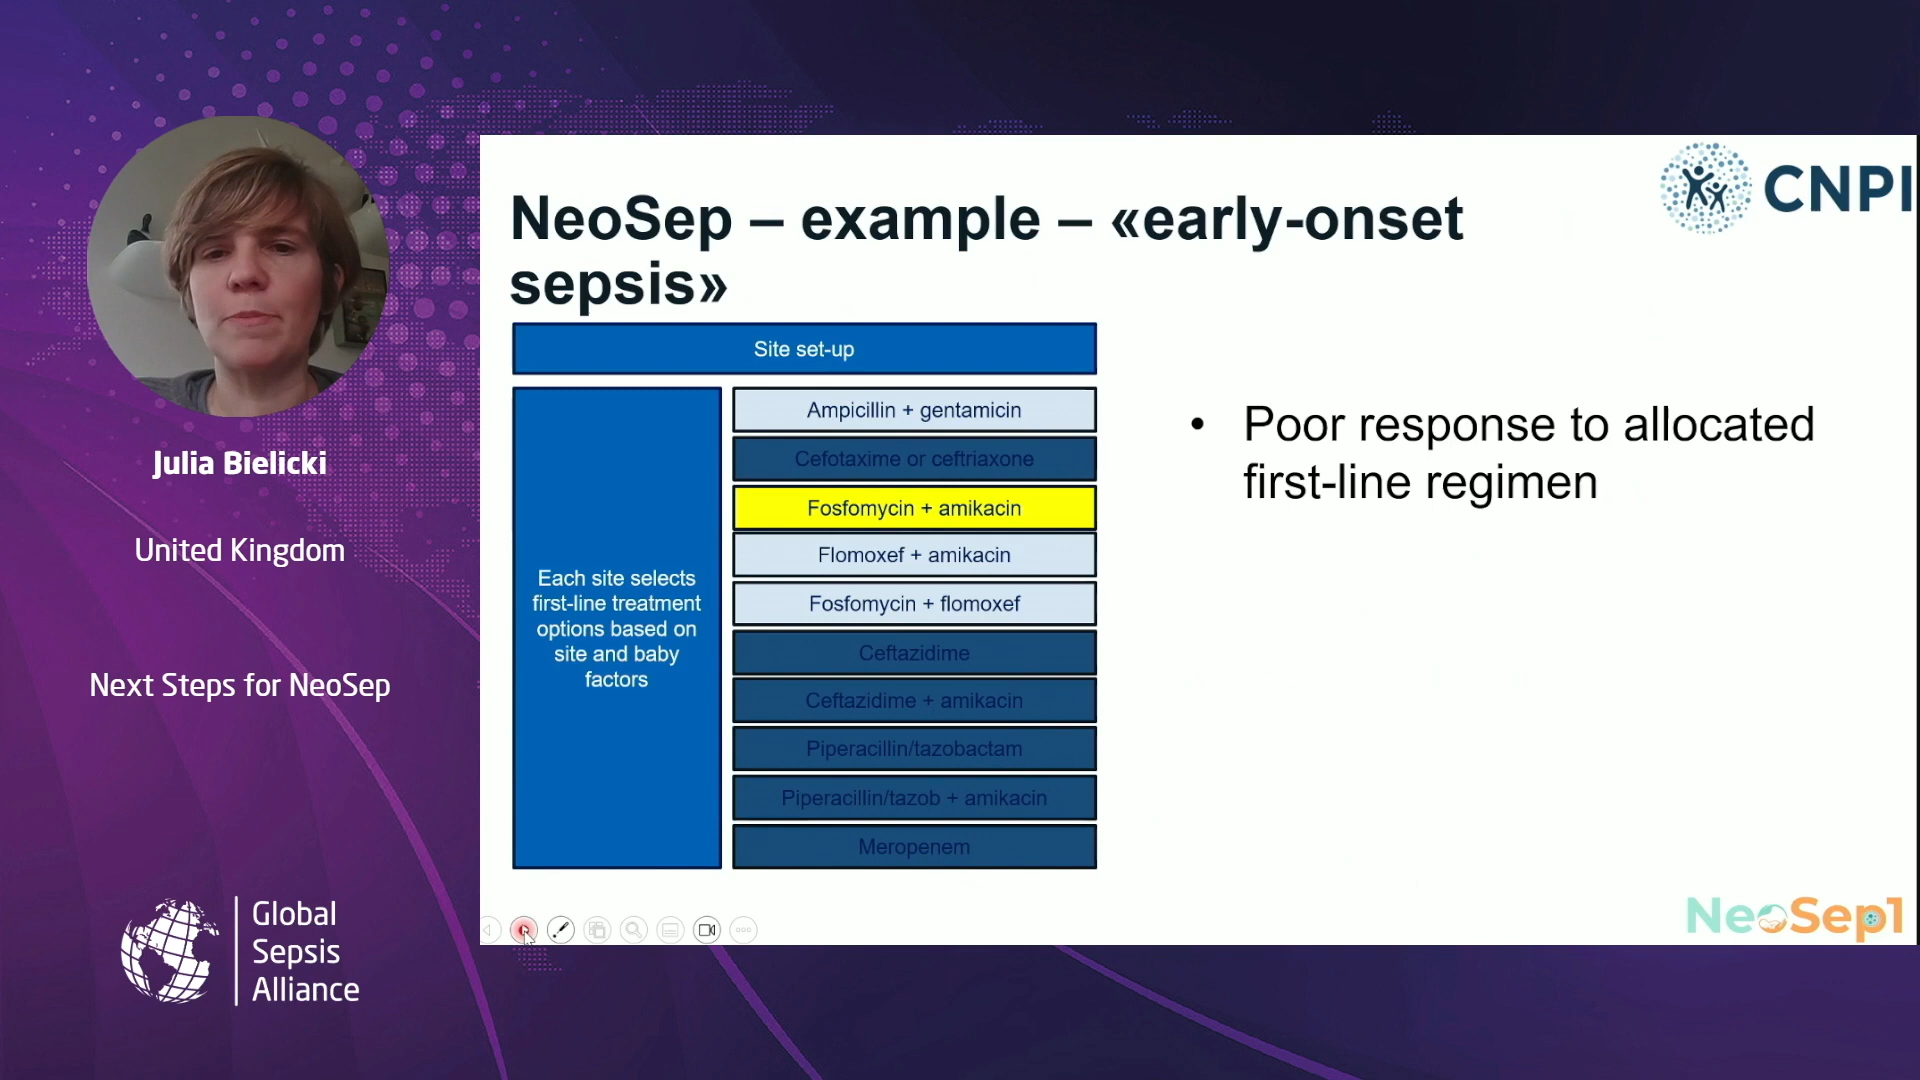 Julia Bielicki
United Kingdom
Next Steps for NeoSep
Global
Sepsis
Alliance
CNPI
NeoSep – example – «early-onset
sepsis»
Site set-up
Each site selects
first-line treatment
options based on
site and baby
factors
Ampicillin + gentamicin
Cefotaxime or ceftriaxone
Fosfomycin + amikacin
Flomoxef + amikacin
Fosfomycin + flomoxef
Ceftazidime
Ceftazidime + amikacin
Piperacillin/tazobactam
Piperacillin/tazob + amikacin
Meropenem
• Poor response to allocated
first-line regimen
NeoSep1